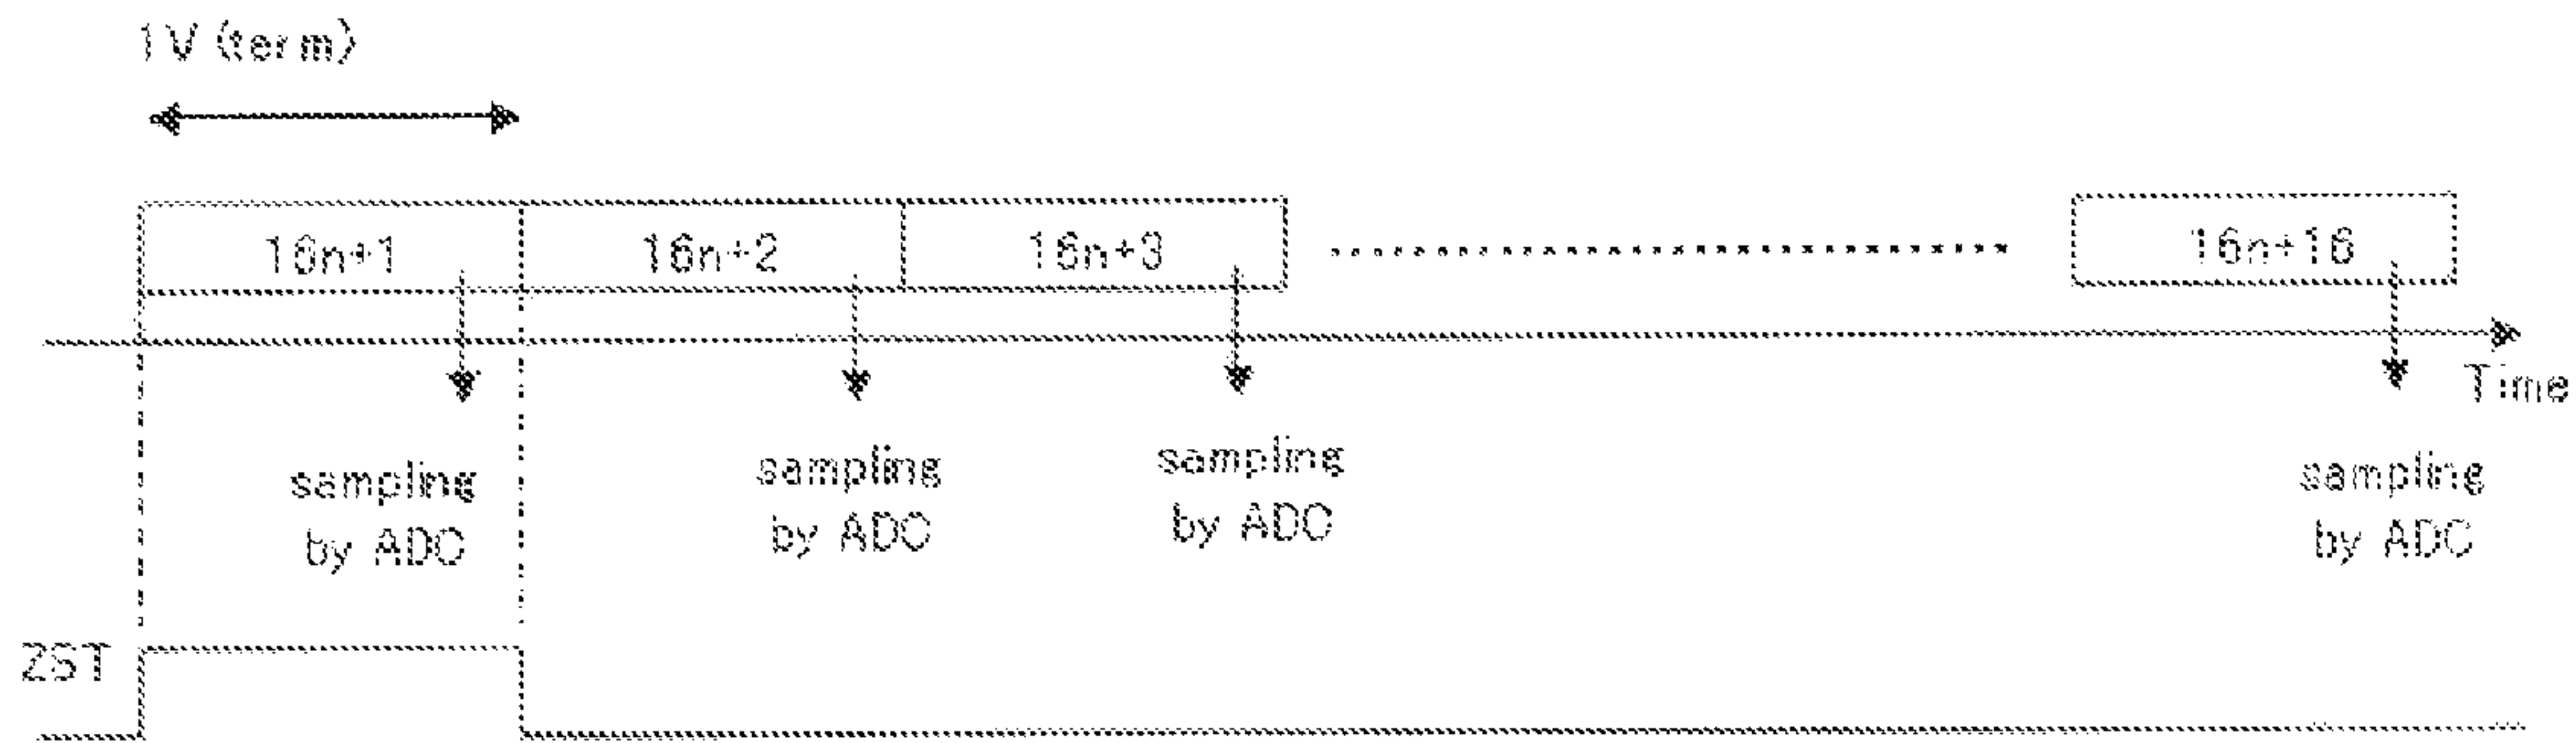 1V (term)
16n+1 16n+2 16n+3 16n+16
Time
sampling
by ADC
sampling
by ADC
sampling
by ADC
sampling
by ADC
ZST